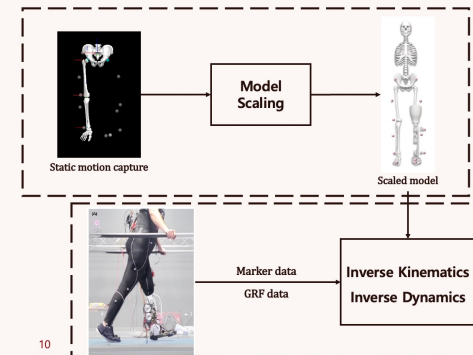 Model
Scaling
Static motion capture
Scaled model
(A)
Marker data
GRF data
Inverse Kinematics
Inverse Dynamics
10